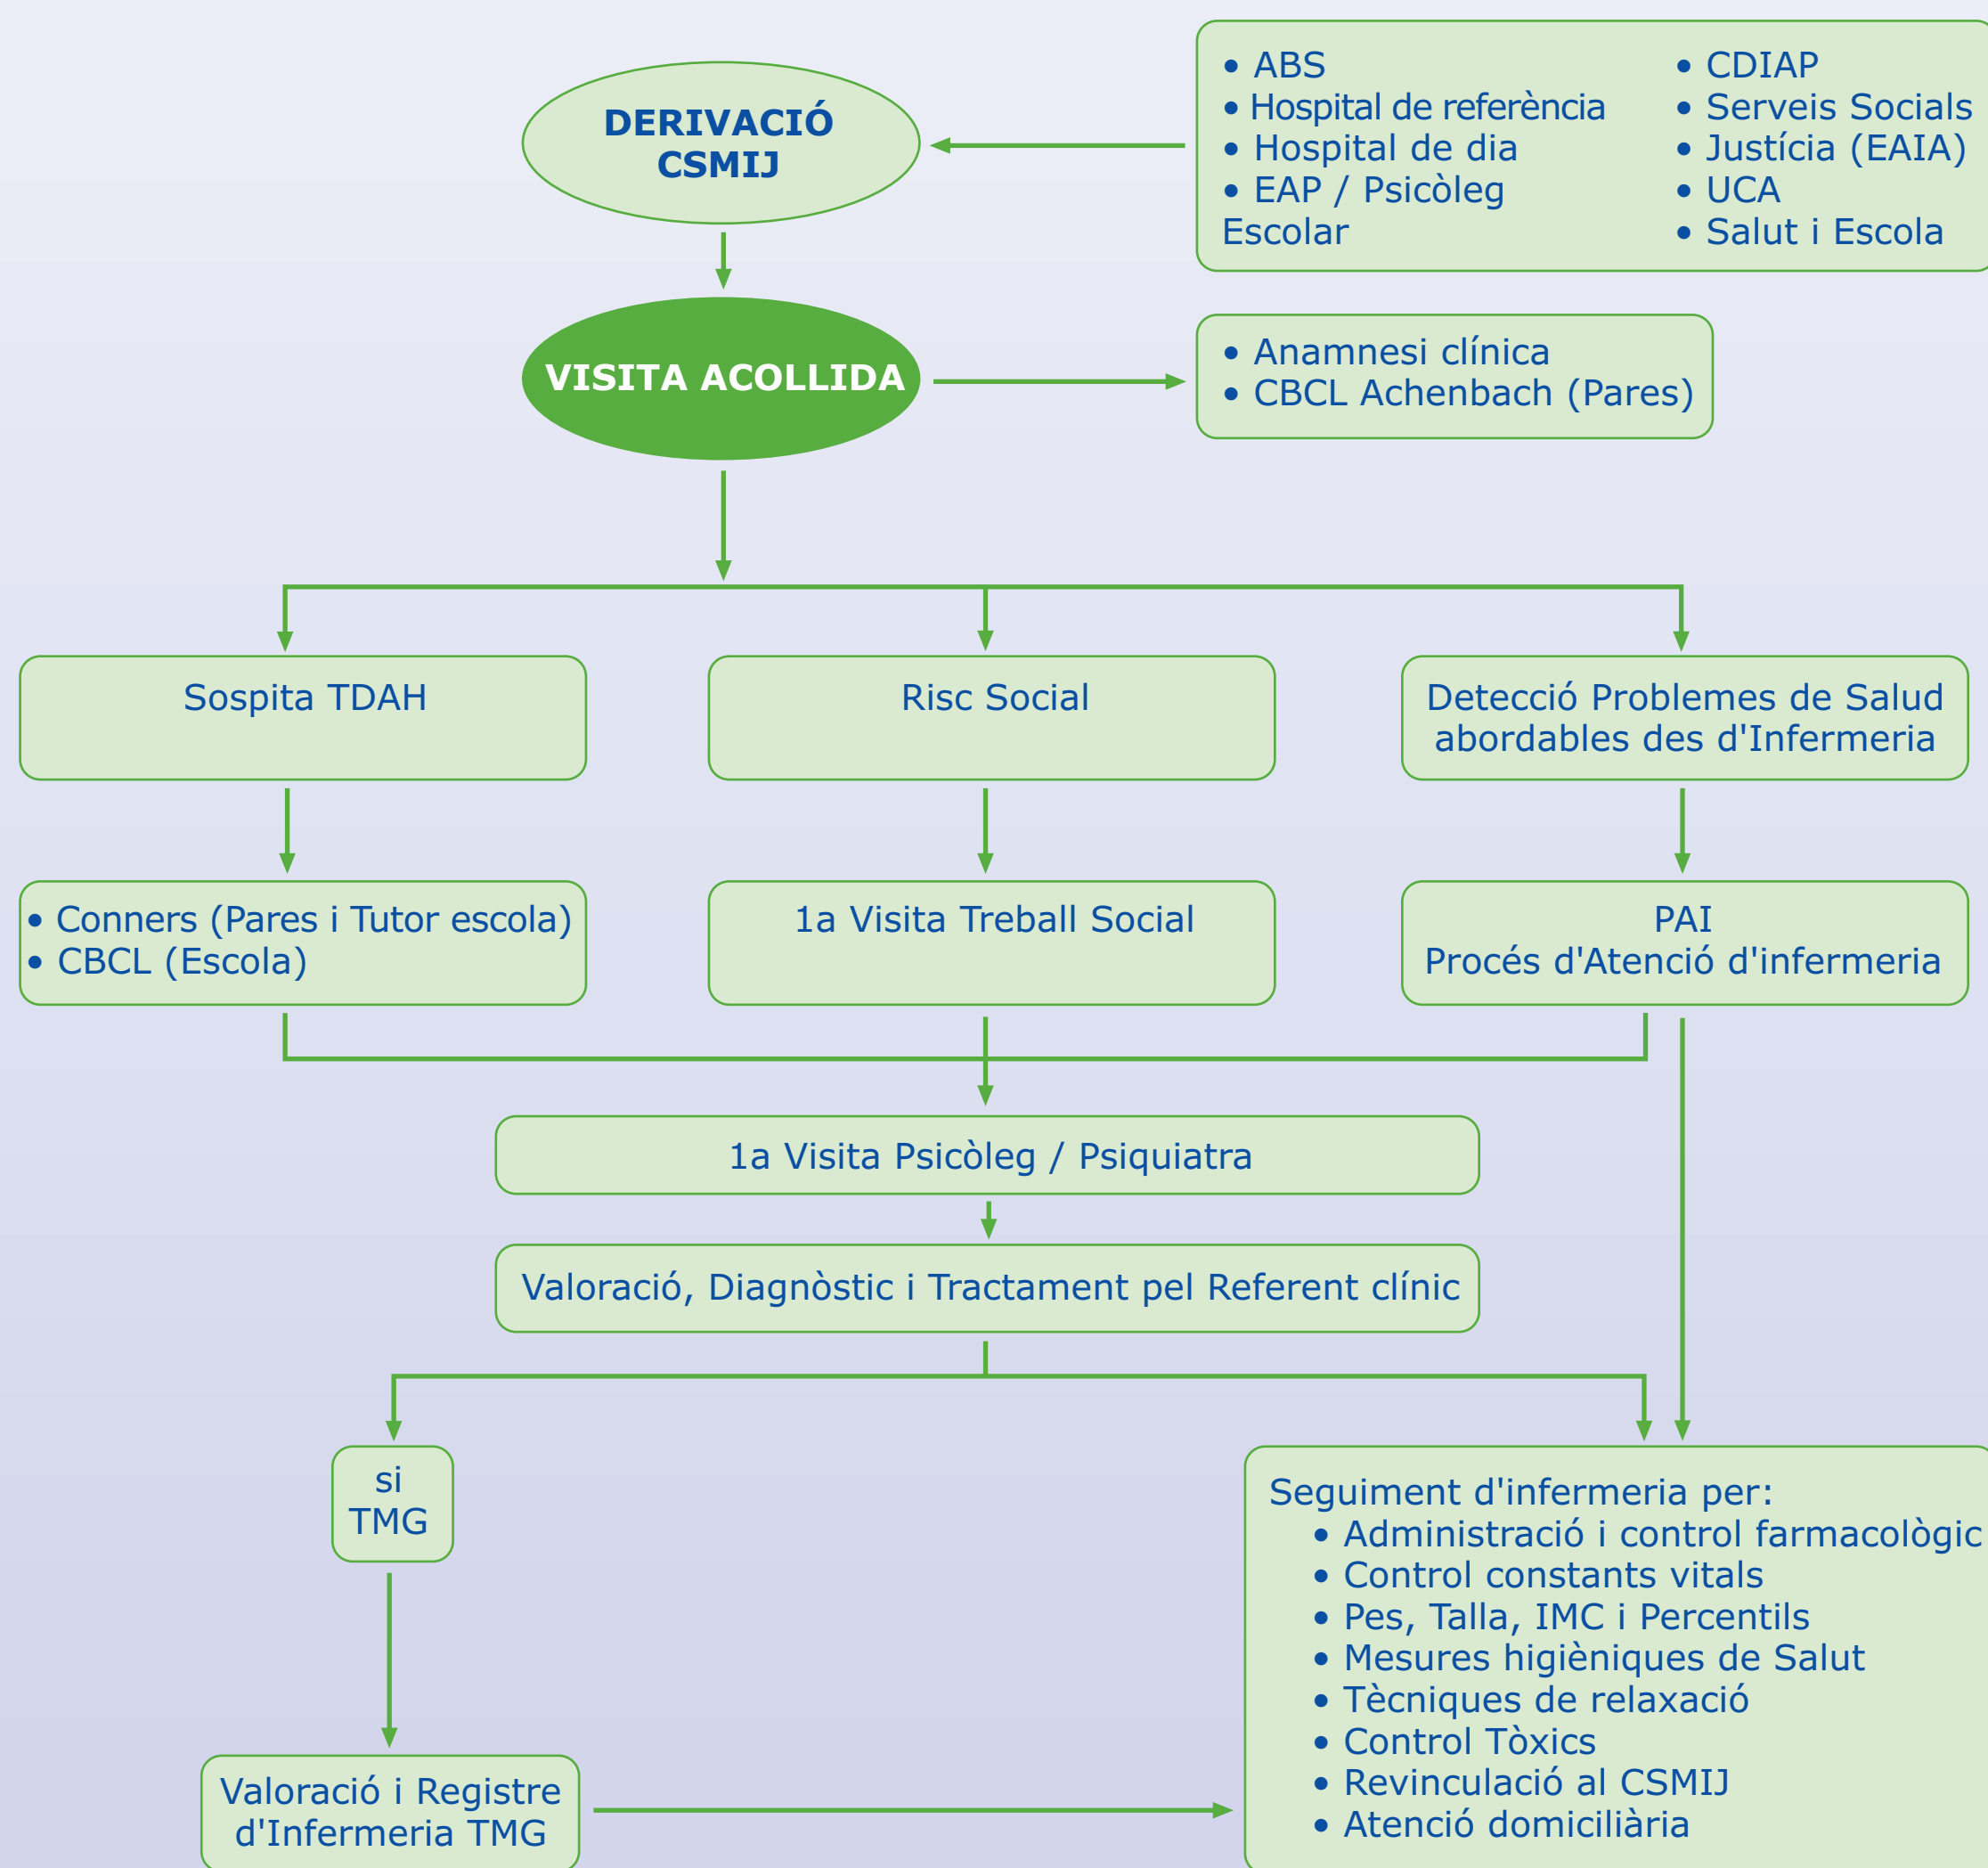 DERIVACIÓ
CSMIJ
• ABS
• Hospital de referència
• Hospital de dia
• EAP / Psicòleg
Escolar
• CDIAP
• Serveis Socials
• Justícia (EAIA)
• UCA
• Salut i Escola
VISITA ACOLLIDA
• Anamnesi clínica
• CBCL Achenbach (Pares)
Sospita TDAH
Risc Social
Detecció Problemes de Salud
abordables des d'Infermeria
• Conners (Pares i Tutor escola)
• CBCL (Escola)
1a Visita Treball Social
PAI
Procés d'Atenció d'infermeria
1a Visita Psicòleg / Psiquiatra
Valoració, Diagnòstic i Tractament pel Referent clínic
si
TMG
Seguiment d'infermeria per:
• Administració i control farmacològic
• Control constants vitals
• Pes, Talla, IMC i Percentils
• Mesures higièniques de Salut
• Tècniques de relaxació
• Control Tòxics
• Revinculació al CSMIJ
• Atenció domiciliària
Valoració i Registre
d'Infermeria TMG